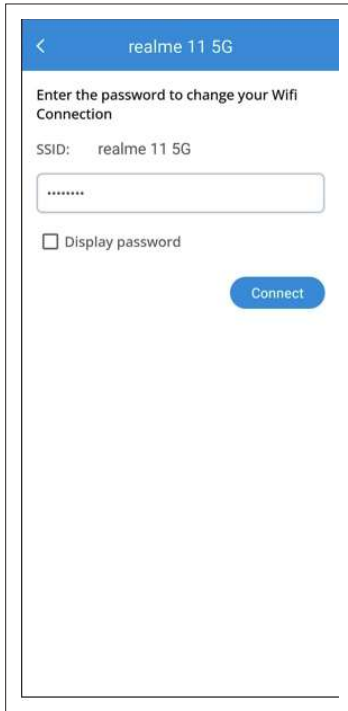 realme 11 5G
Enter the password to change your Wifi
Connection
SSID: realme 11 5G
········
Display password
Connect